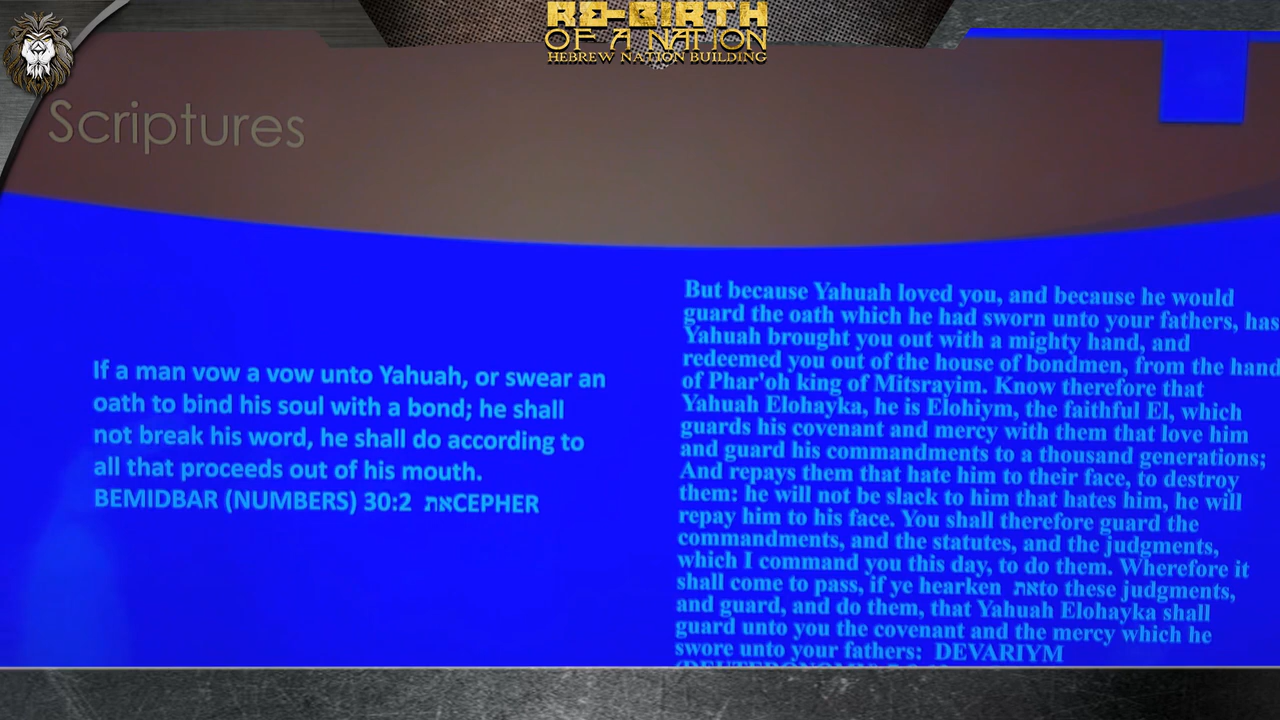 RE-BIRTH
OF A NATION
HEBREW NATION BUILDING
Scriptures
If a man vow a vow unto Yahuah, or swear an
oath to bind his soul with a bond; he shall
not break his word, he shall do according to
all that proceeds out of his mouth.
BEMIDBAR (NUMBERS) 30:2 את CEPHER
But because Yahuah loved you, and because he would
guard the oath which he had sworn unto your fathers, has
Yahuah brought you out with a mighty hand, and
redeemed you out of the house of bondmen, from the hand
of Phar'oh king of Mitsrayim. Know therefore that
Yahuah Elohayka, he is Elohiym, the faithful El, which
guards his covenant and mercy with them that love him
and guard his commandments to a thousand generations;
And repays them that hate him to their face, to destroy
them: he will not be slack to him that hates him, he will
repay him to his face. You shall therefore guard the
commandments, and the statutes, and the judgments,
which I command you this day, to do them. Wherefore it
shall come to pass, if ye hearken את to these judgments,
and guard, and do them, that Yahuah Elohayka shall
guard unto you the covenant and the mercy which he
swore unto your fathers: DEVARIYM